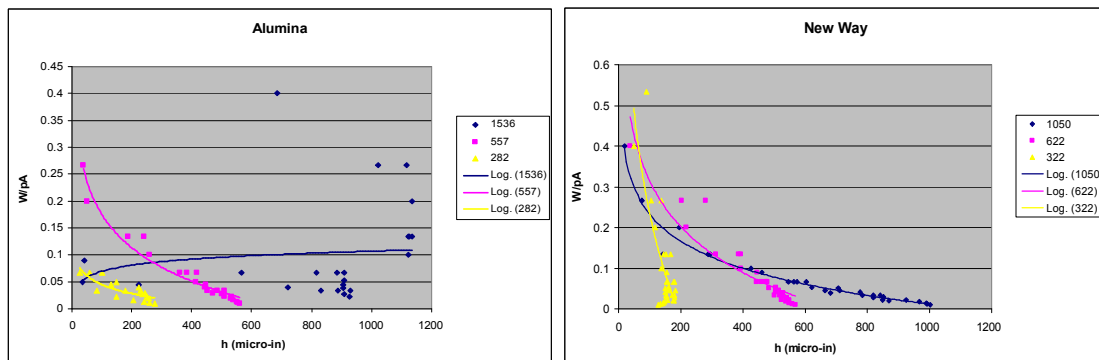 Alumina
0.45
0.4
0.35
0.3
0.25
0.2
0.15
0.1
0.05
0
W/pA
0 200 400 600 800 1000 1200
h (micro-in)
1536
557
282
Log. (1536)
Log. (557)
Log. (282)
New Way
0.6
0.5
0.4
0.3
0.2
0.1
0
W/pA
0 200 400 600 800 1000 1200
h (micro-in)
1050
622
322
Log. (1050)
Log. (622)
Log. (322)